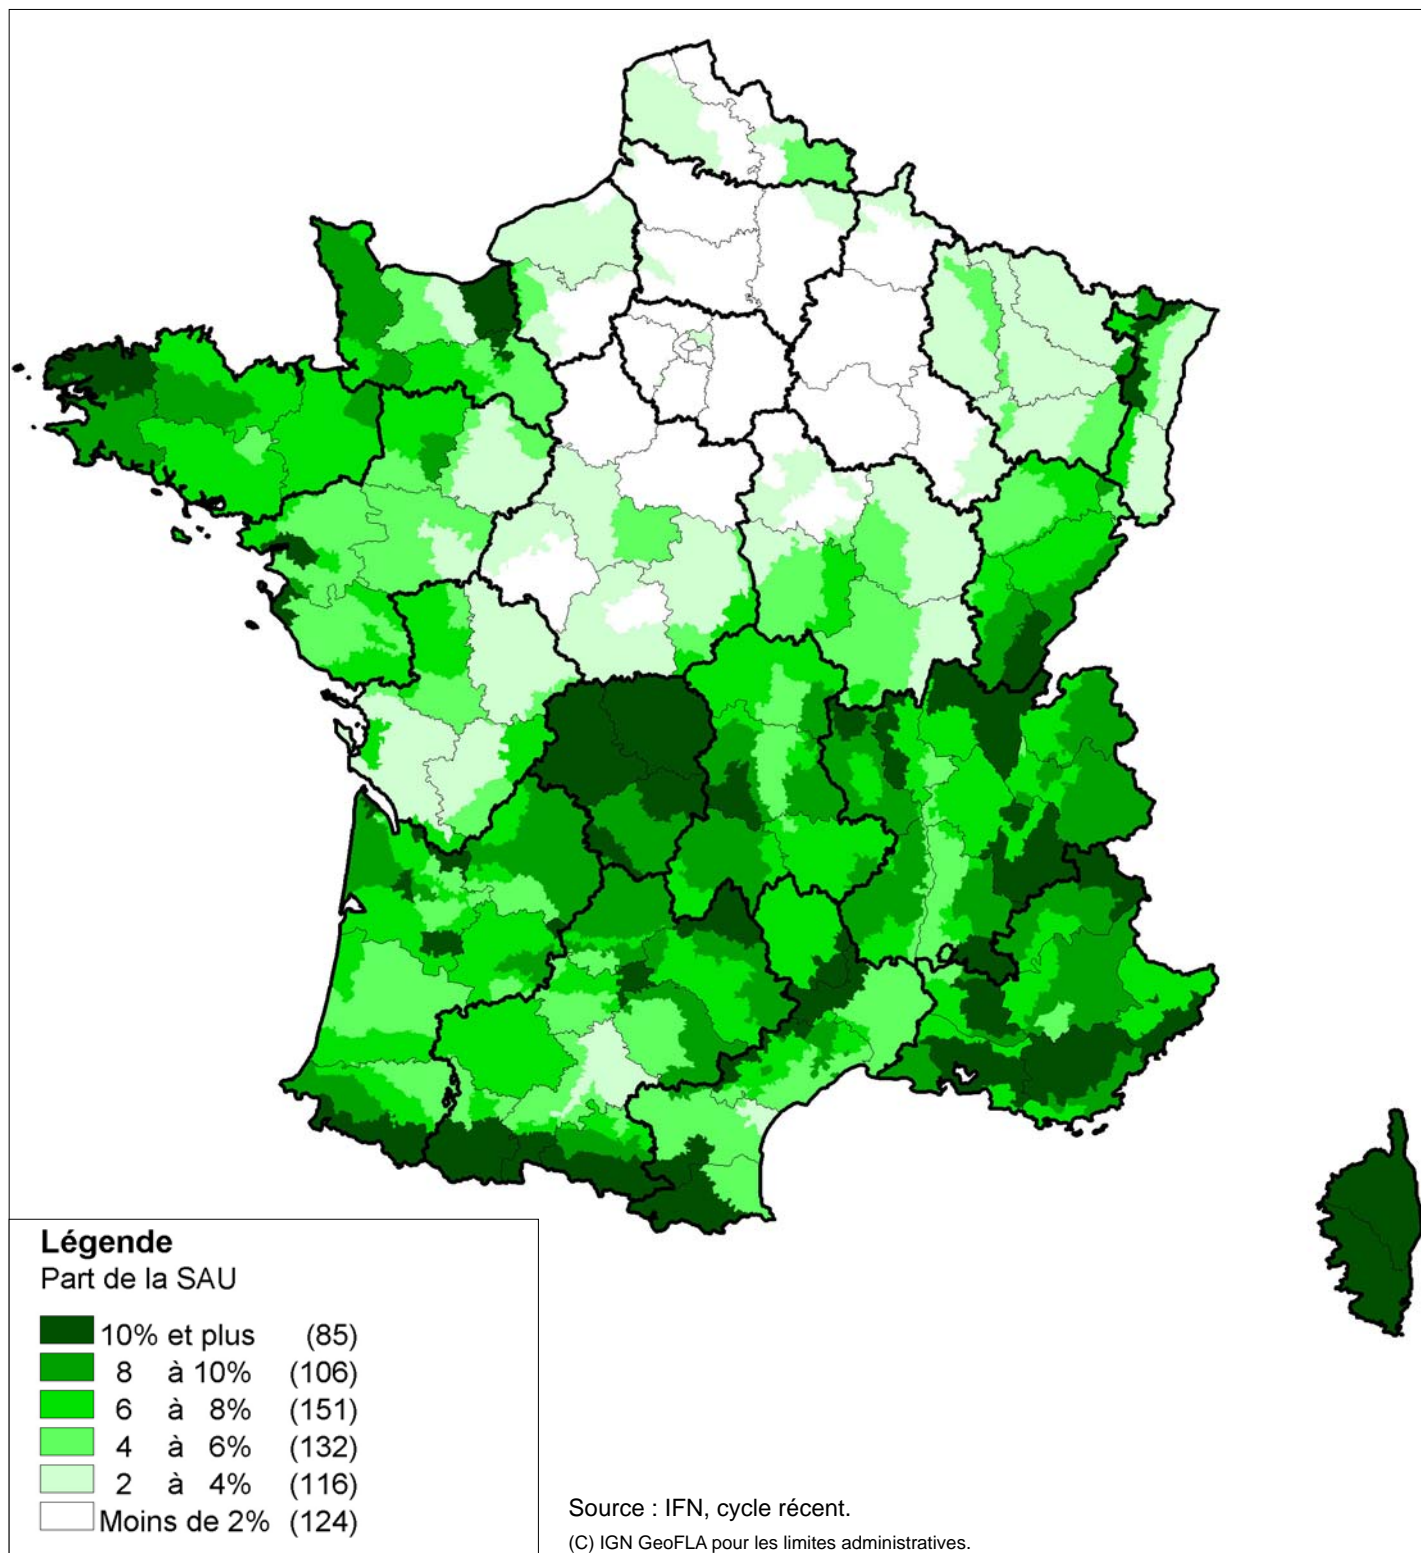 Légende
Part de la SAU
10% et plus (85)
8 à 10% (106)
6 à 8% (151)
4 à 6% (132)
2 à 4% (116)
Moins de 2% (124)
Source : IFN, cycle récent.
(C) IGN GeoFLA pour les limites administratives.